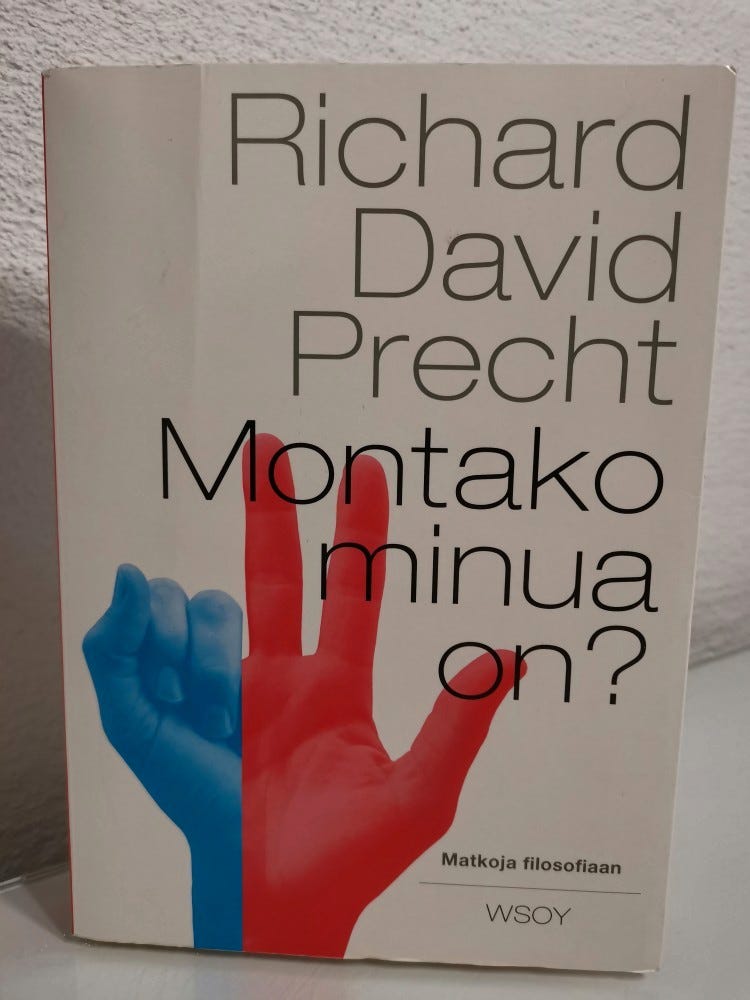 Richard
David
Precht
Montako
minua
on?
Matkoja filosofiaan
WSOY